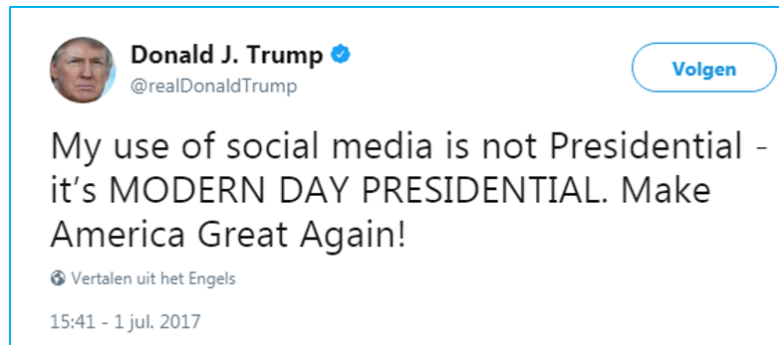 Donald J. Trump
@realDonaldTrump
Volgen
My use of social media is not Presidential -
it's MODERN DAY PRESIDENTIAL. Make
America Great Again!
Vertalen uit het Engels
15:41 - 1 jul. 2017